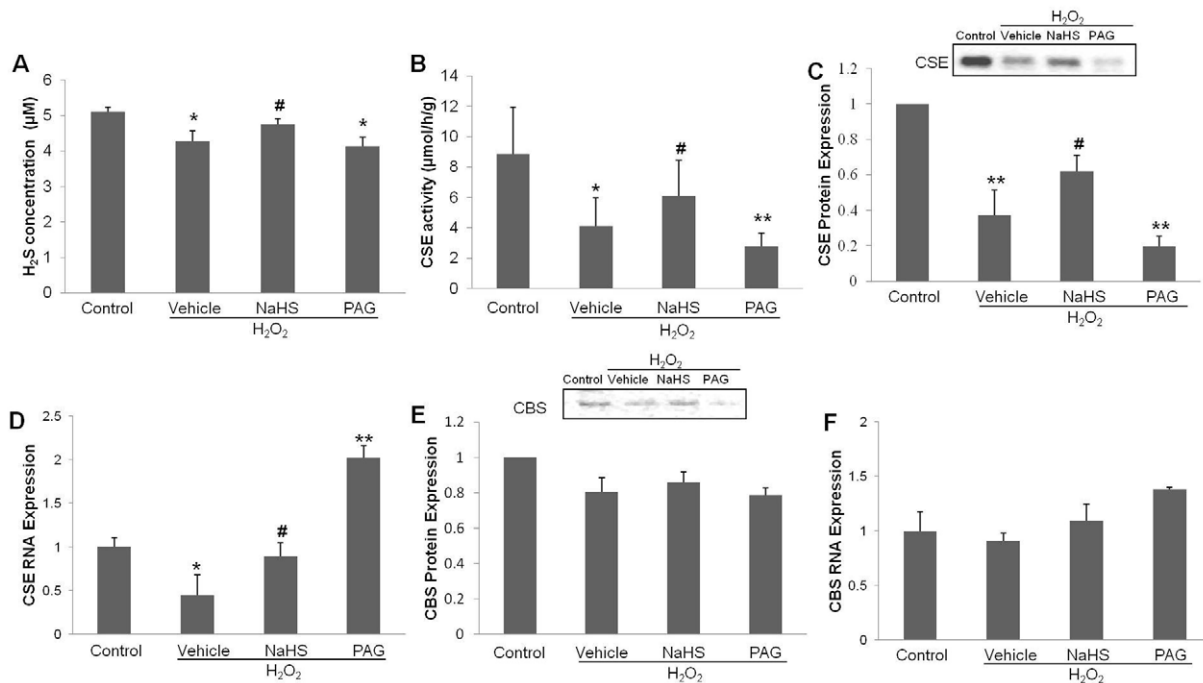 A
H₂S concentration (µM)
6
5
4
3
2
1
0
*
#
*
Control Vehicle NaHS PAG
H₂O₂
B
CSE activity (µmol/h/g)
14
12
10
8
6
4
2
0
*
#
**
Control Vehicle NaHS PAG
H₂O₂
C
H₂O₂
Control Vehicle NaHS PAG
CSE
CSE Protein Expression
1.2
1
0.8
0.6
0.4
0.2
0
**
#
**
Control Vehicle NaHS PAG
H₂O₂
D
CSE RNA Expression
2.5
2
1.5
1
0.5
0
*
#
**
Control Vehicle NaHS PAG
H₂O₂
E
H₂O₂
Control Vehicle NaHS PAG
CBS
CBS Protein Expression
1.2
1
0.8
0.6
0.4
0.2
0
Control Vehicle NaHS PAG
H₂O₂
F
CBS RNA Expression
2
1.5
1
0.5
0
Control Vehicle NaHS PAG
H₂O₂